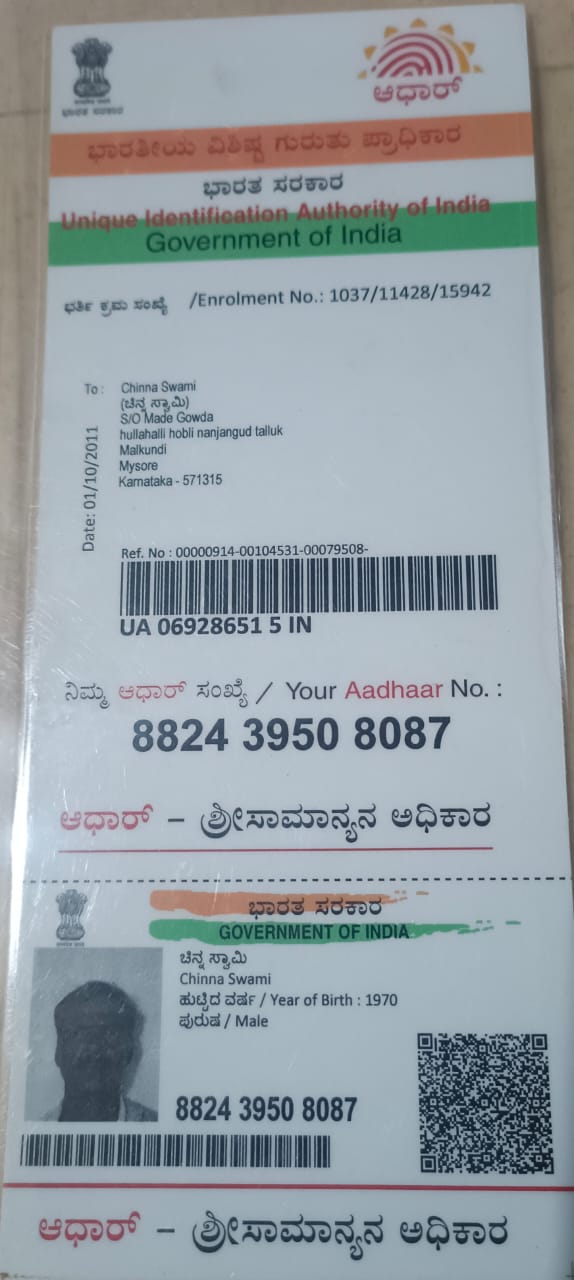 ಭಾರತ ಸರಕಾರ
ಆಧಾರ್
ಭಾರತೀಯ ವಿಶಿಷ್ಟ ಗುರುತು ಪ್ರಾಧಿಕಾರ
ಭಾರತ ಸರಕಾರ
Unique Identification Authority of India
Government of India
ಭರ್ತಿ ಕ್ರಮ ಸಂಖ್ಯೆ /Enrolment No.: 1037/11428/15942
To : Chinna Swami
(ಚಿನ್ನ ಸ್ವಾಮಿ)
S/O Made Gowda
hullahalli hobli nanjangud talluk
Malkundi
Mysore
Karnataka - 571315
Date: 01/10/2011
Ref. No : 00000914-00104531-00079508-
UA 06928651 5 IN
ನಿಮ್ಮ ಆಧಾರ್ ಸಂಖ್ಯೆ / Your Aadhaar No. :
8824 3950 8087
ಆಧಾರ್ – ಶ್ರೀಸಾಮಾನ್ಯನ ಅಧಿಕಾರ
ಭಾರತ ಸರಕಾರ
GOVERNMENT OF INDIA
ಚಿನ್ನ ಸ್ವಾಮಿ
Chinna Swami
ಹುಟ್ಟಿದ ವರ್ಷ / Year of Birth : 1970
ಪುರುಷ / Male
8824 3950 8087
ಆಧಾರ್ – ಶ್ರೀಸಾಮಾನ್ಯನ ಅಧಿಕಾರ